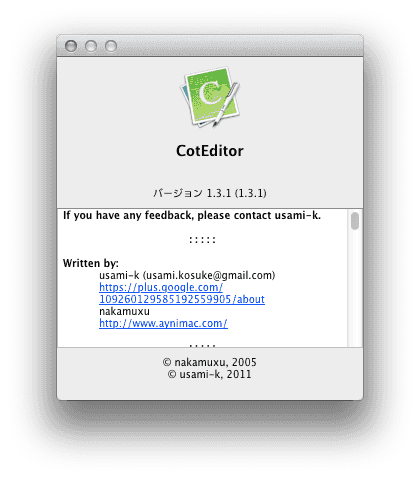 C
CotEditor
バージョン 1.3.1 (1.3.1)
If you have any feedback, please contact usami-k.
: : : : :
Written by:
usami-k (usami.kosuke@gmail.com)
https://plus.google.com/
109260129585192559905/about
nakamuxu
http://www.aynimac.com/
: : : : :
© nakamuxu, 2005
© usami-k, 2011